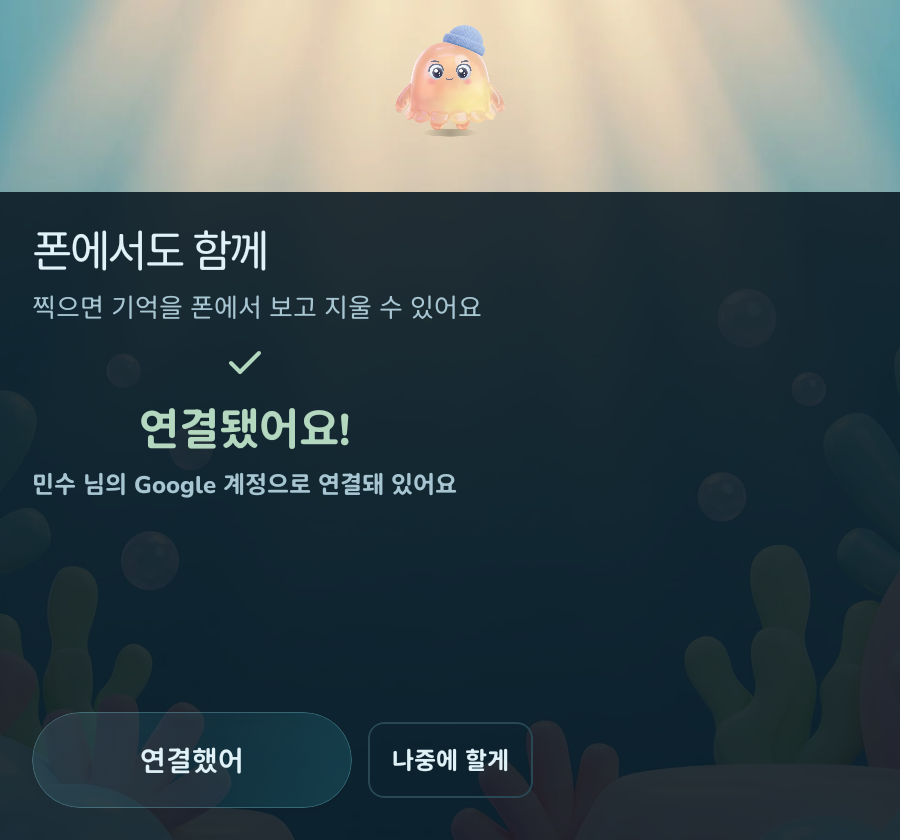 폰에서도 함께
찍으면 기억을 폰에서 보고 지울 수 있어요
연결됐어요!
민수 님의 Google 계정으로 연결돼 있어요
연결했어
나중에 할게